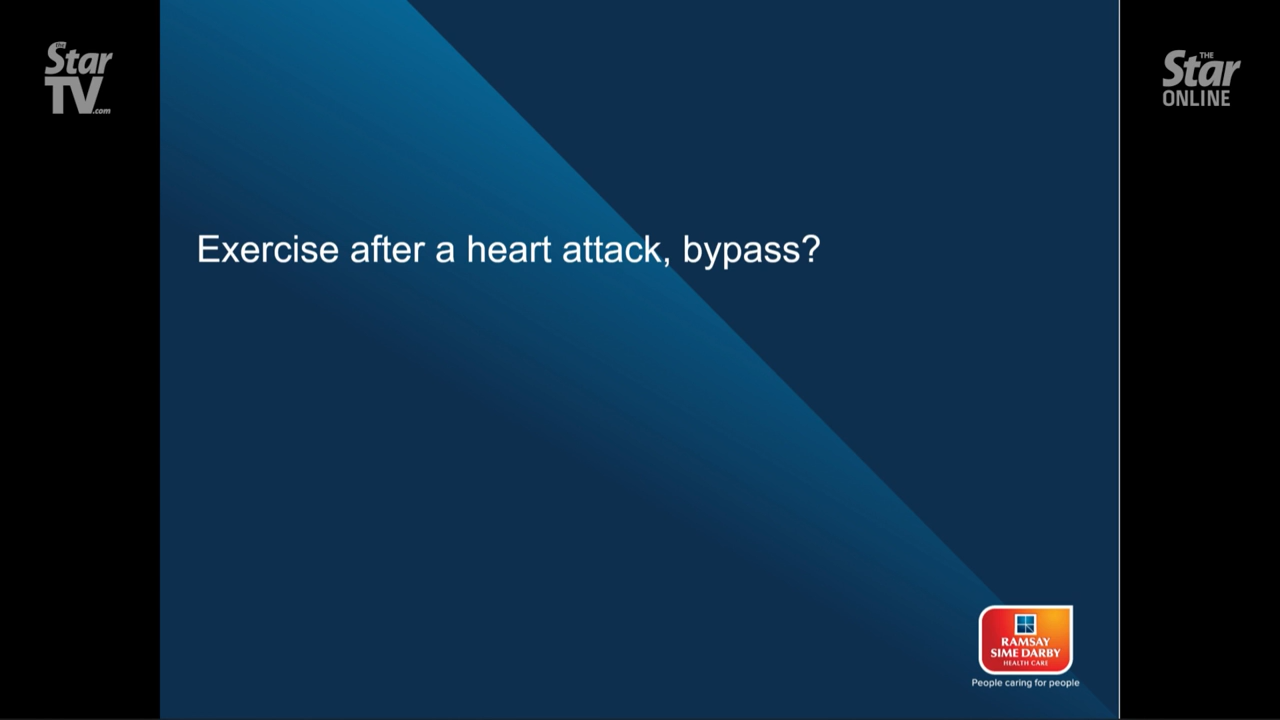 THE
Star
TV.com
THE
Star
ONLINE
Exercise after a heart attack, bypass?
RAMSAY
SIME DARBY
HEALTH CARE
People caring for people